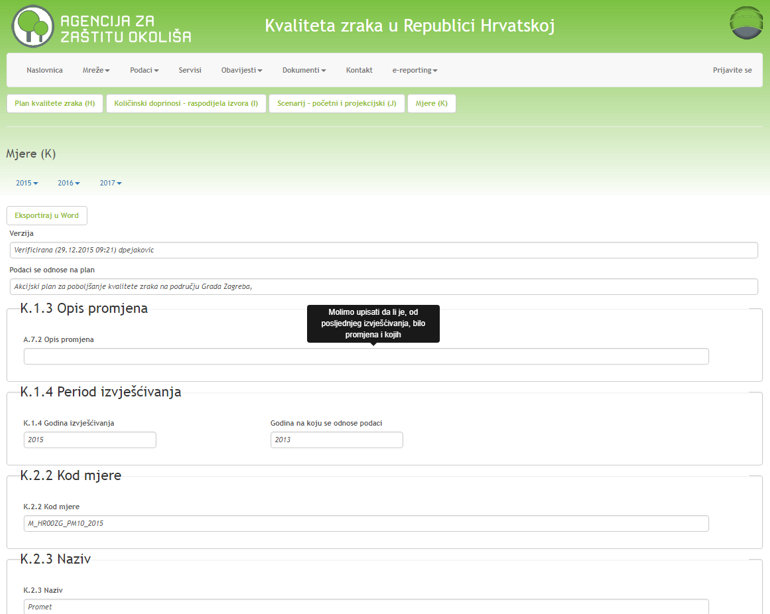 AGENCIJA ZA
ZAŠTITU OKOLIŠA
Kvaliteta zraka u Republici Hrvatskoj
Naslovnica Mreže Podaci Servisi Obavijesti Dokumenti Kontakt e-reporting Prijavite se
Plan kvalitete zraka (H) Količinski doprinosi - raspodijela izvora (I) Scenarij - početni i projekcijski (J) Mjere (K)
Mjere (K)
2015 2016 2017
Eksportiraj u Word
Verzija
Verificirana (29.12.2015 09:21) dpejakovic
Podaci se odnose na plan
Akcijski plan za poboljšanje kvalitete zraka na području Grada Zagreba,
K.1.3 Opis promjena
Molimo upisati da li je, od
posljednjeg izvješćivanja, bilo
promjena i kojih
A.7.2 Opis promjena
K.1.4 Period izvješćivanja
K.1.4 Godina izvješćivanja Godina na koju se odnose podaci
2015 2013
K.2.2 Kod mjere
K.2.2 Kod mjere
M_HR00ZG_PM10_2015
K.2.3 Naziv
K.2.3 Naziv
Promet